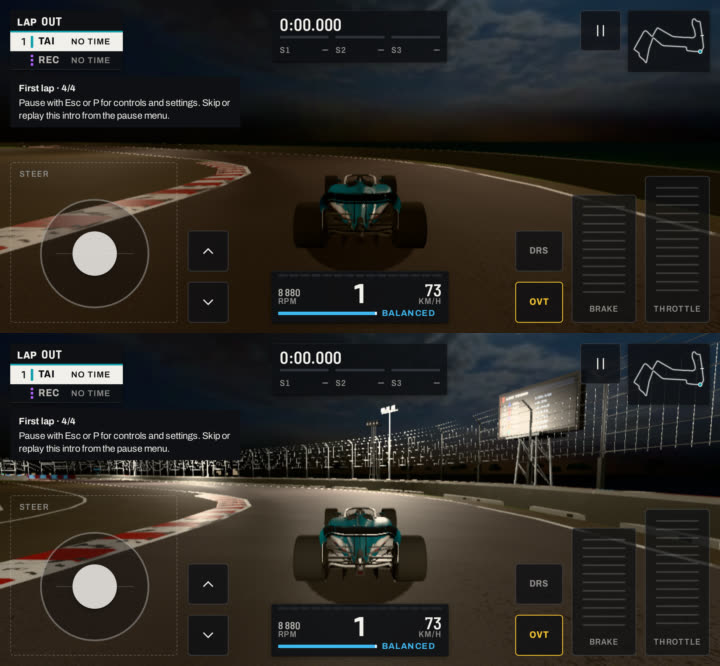 LAP OUT
1 TAI NO TIME
REC NO TIME
First lap · 4/4
Pause with Esc or P for controls and settings. Skip or
replay this intro from the pause menu.
0:00.000
S1 – S2 – S3 –
STEER
DRS
OVT
BRAKE
THROTTLE
8 880
RPM
1
73
KM/H
BALANCED
LAP OUT
1 TAI NO TIME
REC NO TIME
First lap · 4/4
Pause with Esc or P for controls and settings. Skip or
replay this intro from the pause menu.
0:00.000
S1 – S2 – S3 –
STEER
DRS
OVT
BRAKE
THROTTLE
8 880
RPM
1
73
KM/H
BALANCED